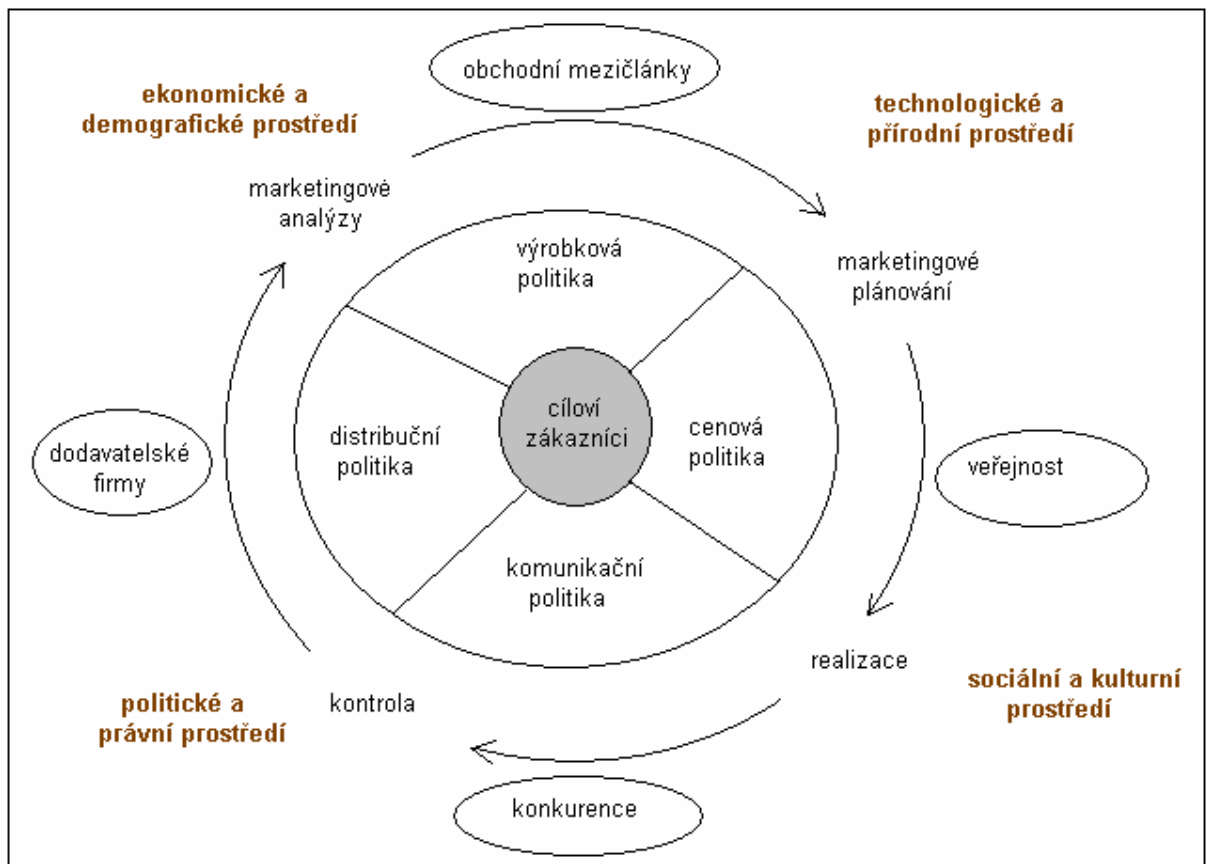 obchodní mezičlánky
ekonomické a
demografické prostředí
technologické a
přírodní prostředí
marketingové
analýzy
výrobková
politika
marketingové
plánování
cíloví
zákazníci
distribuční
politika
cenová
politika
dodavatelské
firmy
veřejnost
komunikační
politika
realizace
sociální a kulturní
prostředí
politické a
právní prostředí
kontrola
konkurence